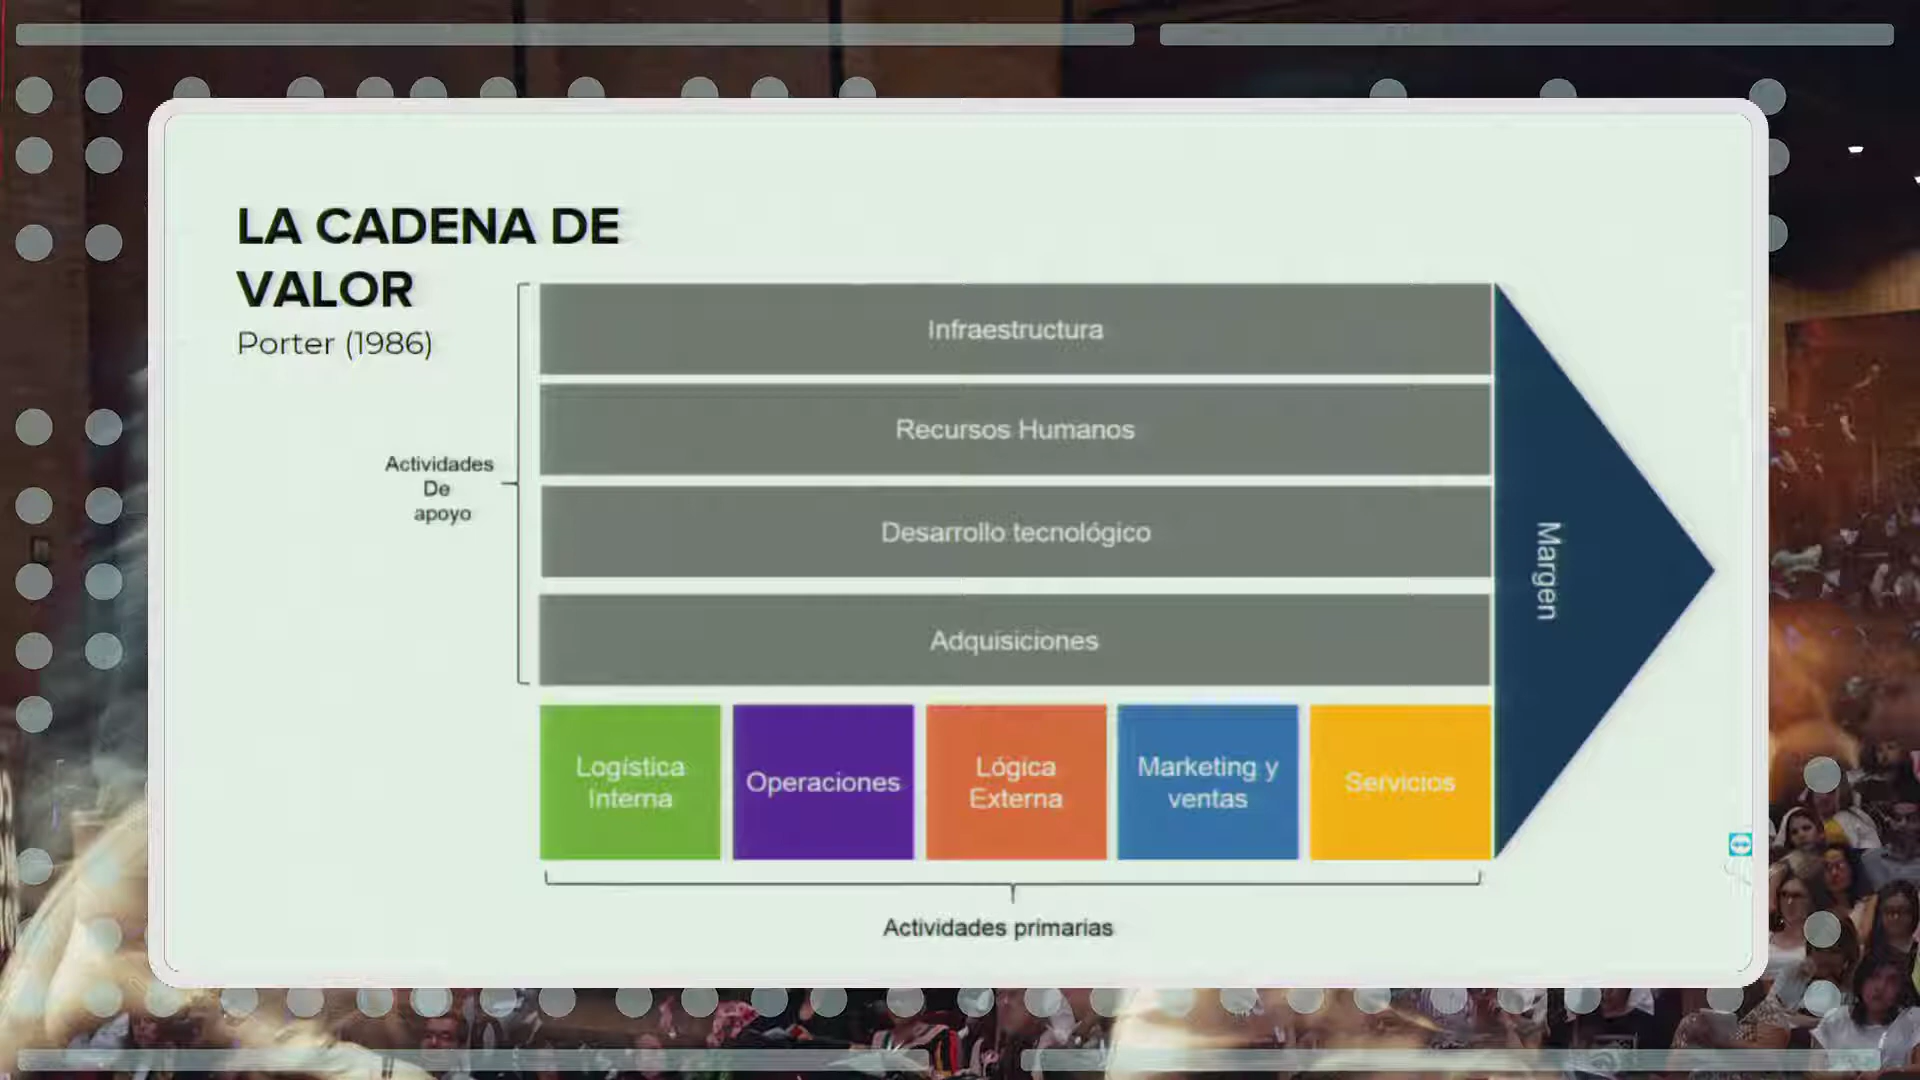 LA CADENA DE
VALOR
Porter (1986)
Actividades
De
apoyo
Infraestructura
Recursos Humanos
Desarrollo tecnológico
Adquisiciones
Margen
Logística
Interna
Operaciones
Lógica
Externa
Marketing y
ventas
Servicios
Actividades primarias